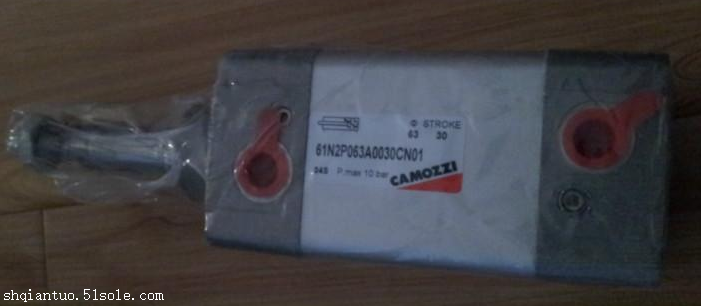 Φ STROKE
63 30
61N2P063A0030CN01
P.max 10 bar
CAMOZZI
shqiantuo.51sole.com